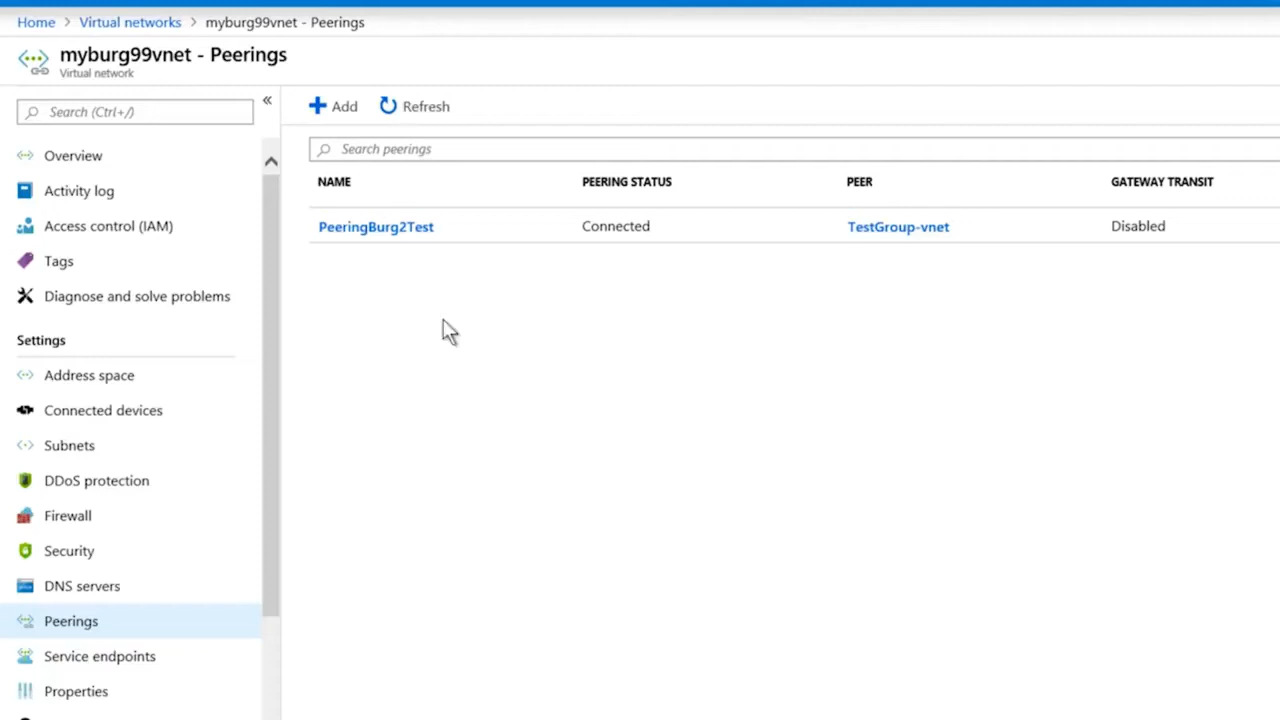 Home > Virtual networks > myburg99vnet - Peerings
myburg99vnet - Peerings
Virtual network
Search (Ctrl+/)
«
Add
Refresh
Search peerings
NAME PEERING STATUS PEER GATEWAY TRANSIT
PeeringBurg2Test Connected TestGroup-vnet Disabled
Overview
Activity log
Access control (IAM)
Tags
Diagnose and solve problems
Settings
Address space
Connected devices
Subnets
DDoS protection
Firewall
Security
DNS servers
Peerings
Service endpoints
Properties